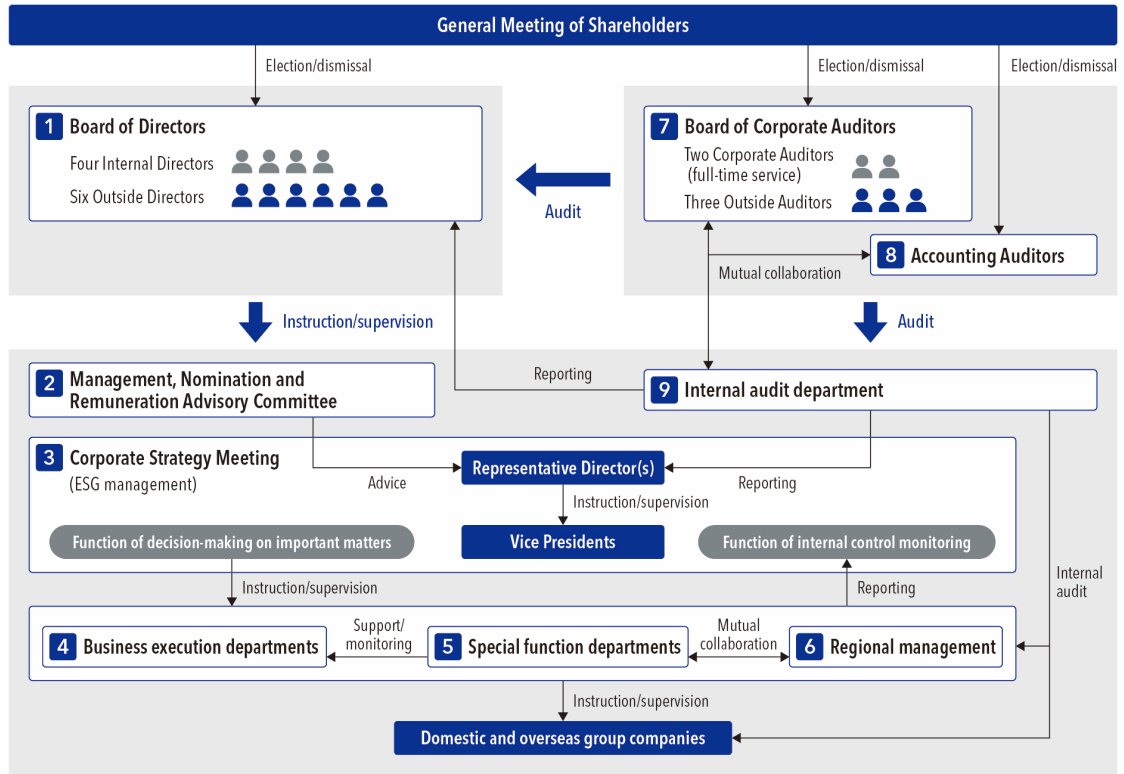 General Meeting of Shareholders
Election/dismissal
Election/dismissal
Election/dismissal
1 Board of Directors
Four Internal Directors
Six Outside Directors
Audit
7 Board of Corporate Auditors
Two Corporate Auditors
(full-time service)
Three Outside Auditors
8 Accounting Auditors
Mutual collaboration
Instruction/supervision
Audit
2 Management, Nomination and
Remuneration Advisory Committee
Reporting
9 Internal audit department
3 Corporate Strategy Meeting
(ESG management)
Advice
Representative Director(s)
Reporting
Instruction/supervision
Function of decision-making on important matters
Vice Presidents
Function of internal control monitoring
Instruction/supervision
Reporting
Internal
audit
4 Business execution departments
Support/
monitoring
5 Special function departments
Mutual
collaboration
6 Regional management
Instruction/supervision
Domestic and overseas group companies